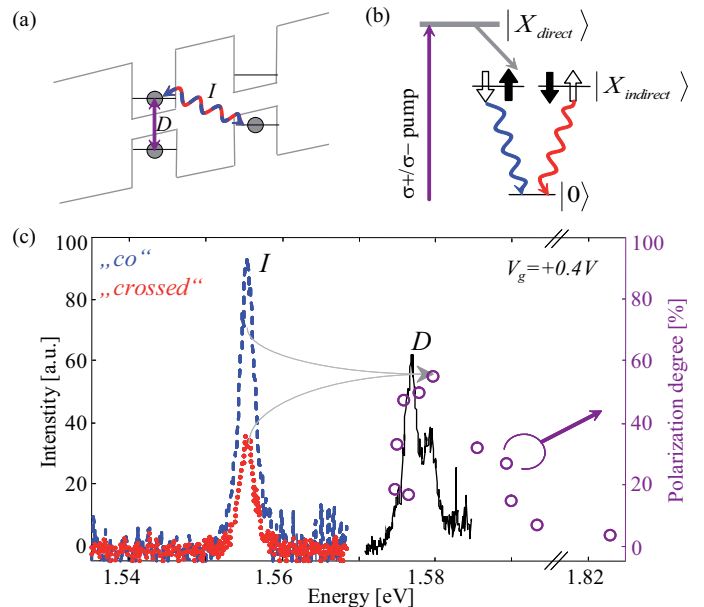 (a)
I
D
(b)
|X_direct⟩
|X_indirect⟩
σ+/σ− pump
|0⟩
(c)
100
80
60
40
20
0
Intenstity [a.u.]
„co“
„crossed“
I
D
V_g=+0.4V
100
80
60
40
20
0
Polarization degree [%]
1.54
1.56
1.58
1.82
Energy [eV]